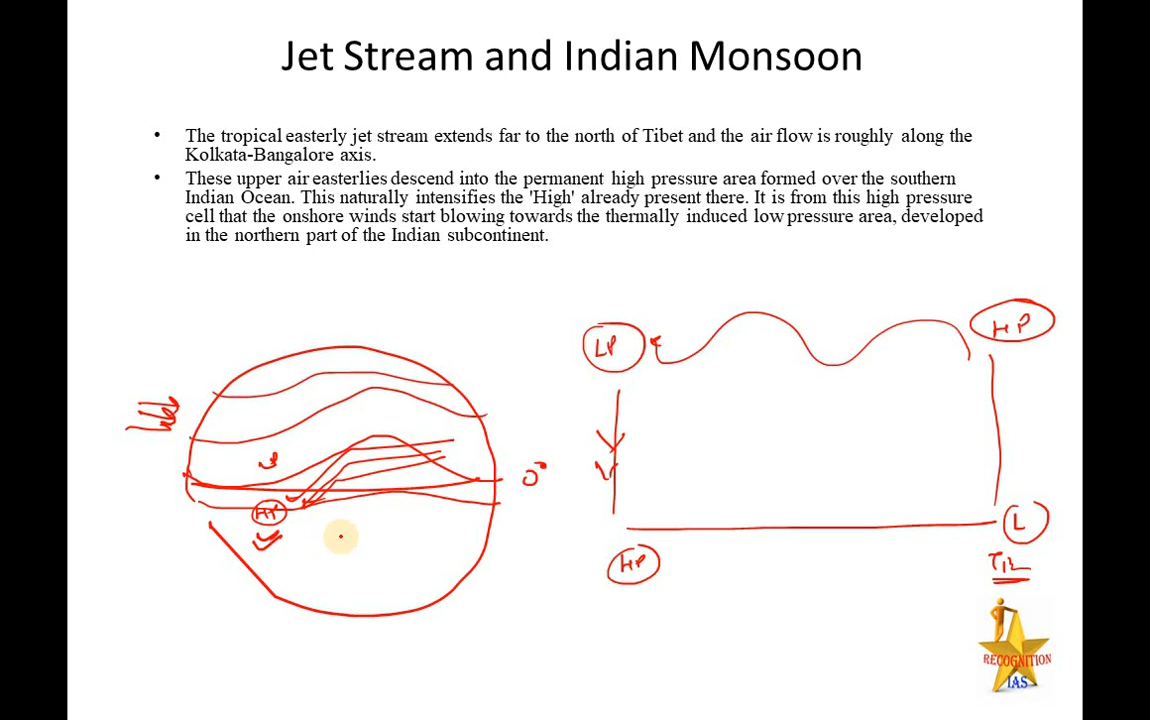 Jet Stream and Indian Monsoon
• The tropical easterly jet stream extends far to the north of Tibet and the air flow is roughly along the
Kolkata-Bangalore axis.
• These upper air easterlies descend into the permanent high pressure area formed over the southern
Indian Ocean. This naturally intensifies the 'High' already present there. It is from this high pressure
cell that the onshore winds start blowing towards the thermally induced low pressure area, developed
in the northern part of the Indian subcontinent.
HP
LP
0°
HP
L
HP
RECOGNITION
IAS